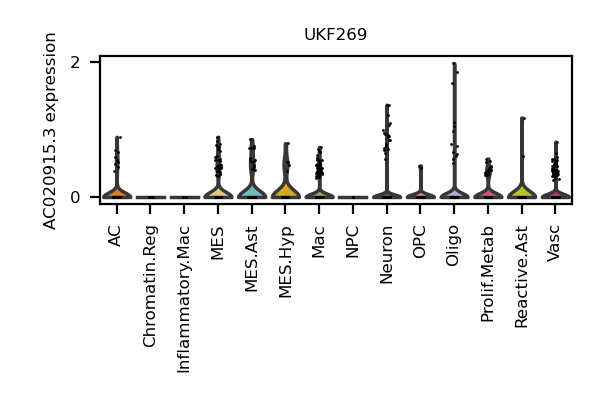 UKF269
AC020915.3 expression
2
0
AC
Chromatin.Reg
Inflammatory.Mac
MES
MES.Ast
MES.Hyp
Mac
NPC
Neuron
OPC
Oligo
Prolif.Metab
Reactive.Ast
Vasc